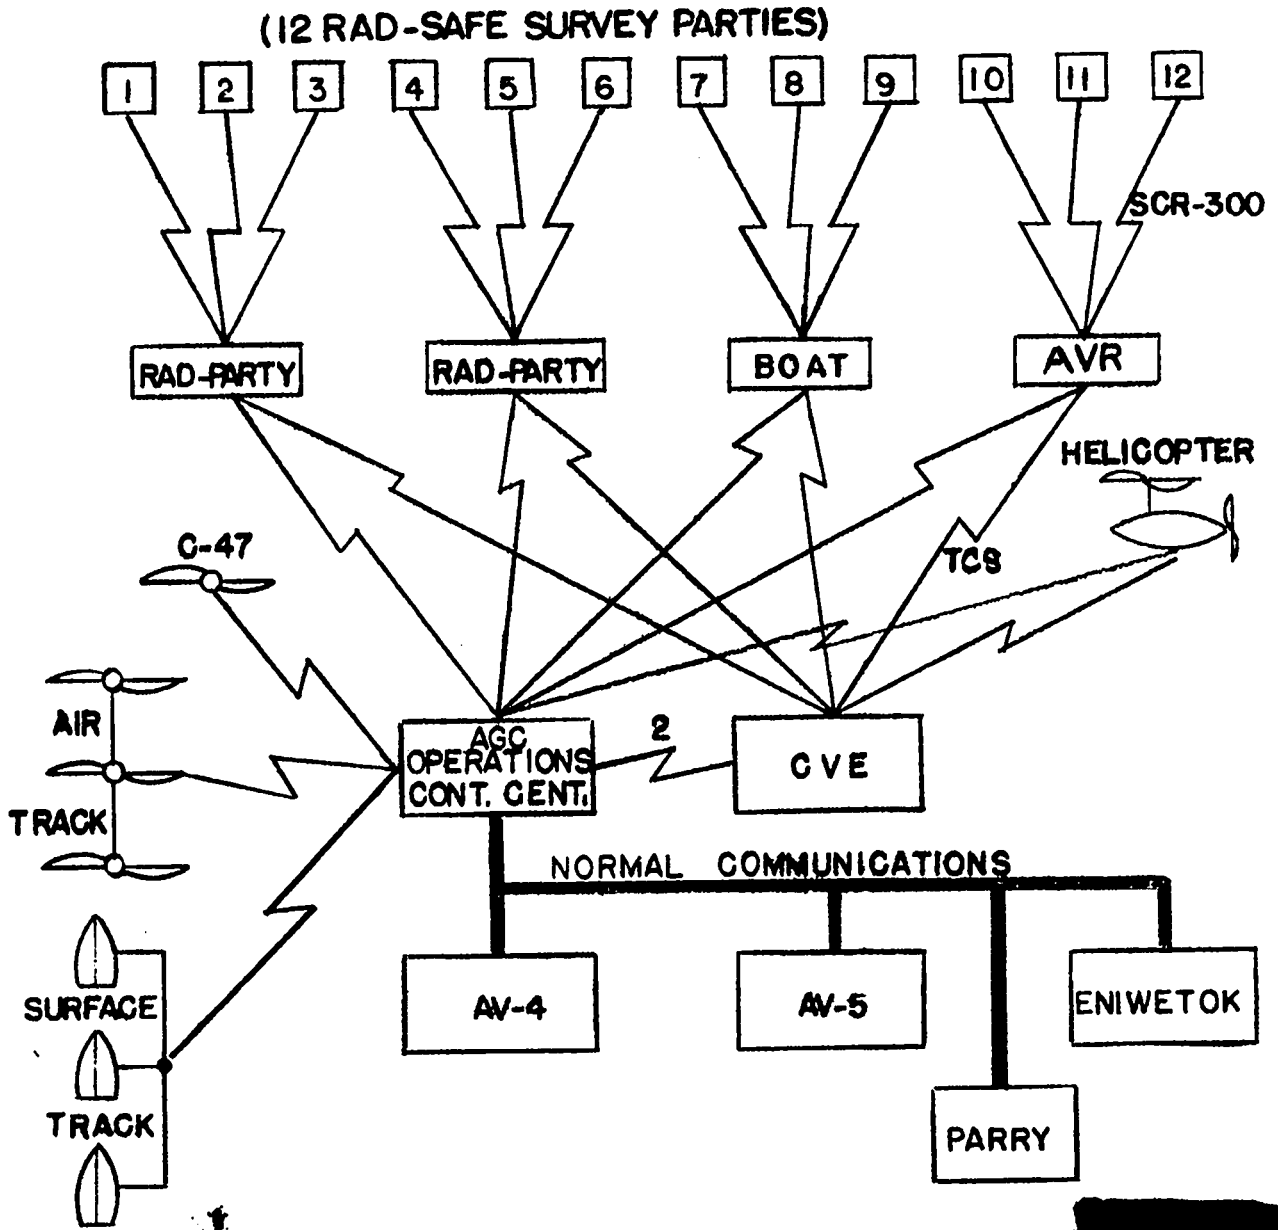 (12 RAD-SAFE SURVEY PARTIES)
1 2 3 4 5 6 7 8 9 10 11 12
SCR-300
RAD-PARTY RAD-PARTY BOAT AVR
HELICOPTER
C-47
TCS
AIR
TRACK
AGC
OPERATIONS
CONT. CENT.
2
CVE
NORMAL COMMUNICATIONS
SURFACE
TRACK
AV-4 AV-5 ENIWETOK
PARRY